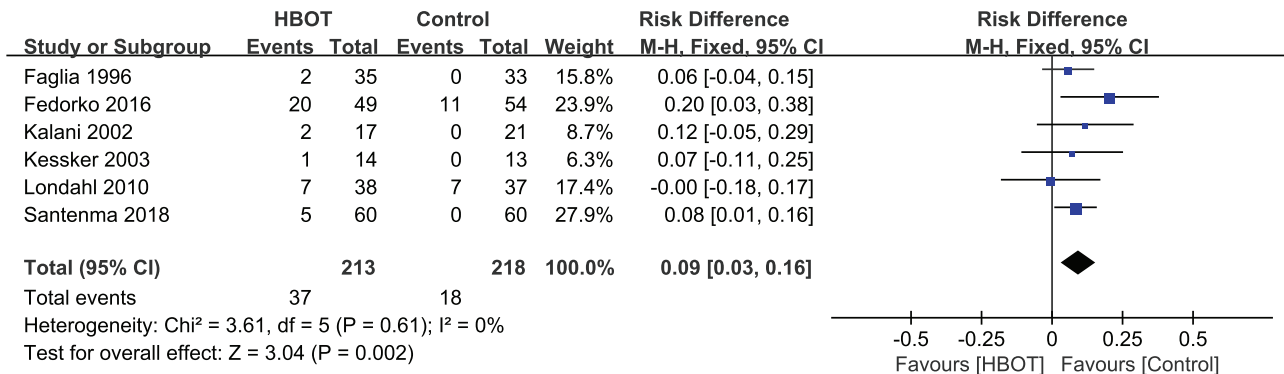 HBOT Control Risk Difference Risk Difference
Study or Subgroup Events Total Events Total Weight M-H, Fixed, 95% CI M-H, Fixed, 95% CI
Faglia 1996 2 35 0 33 15.8% 0.06 [-0.04, 0.15]
Fedorko 2016 20 49 11 54 23.9% 0.20 [0.03, 0.38]
Kalani 2002 2 17 0 21 8.7% 0.12 [-0.05, 0.29]
Kessker 2003 1 14 0 13 6.3% 0.07 [-0.11, 0.25]
Londahl 2010 7 38 7 37 17.4% -0.00 [-0.18, 0.17]
Santenma 2018 5 60 0 60 27.9% 0.08 [0.01, 0.16]
Total (95% CI) 213 218 100.0% 0.09 [0.03, 0.16]
Total events 37 18
Heterogeneity: Chi² = 3.61, df = 5 (P = 0.61); I² = 0%
Test for overall effect: Z = 3.04 (P = 0.002)
-0.5 -0.25 0 0.25 0.5
Favours [HBOT] Favours [Control]